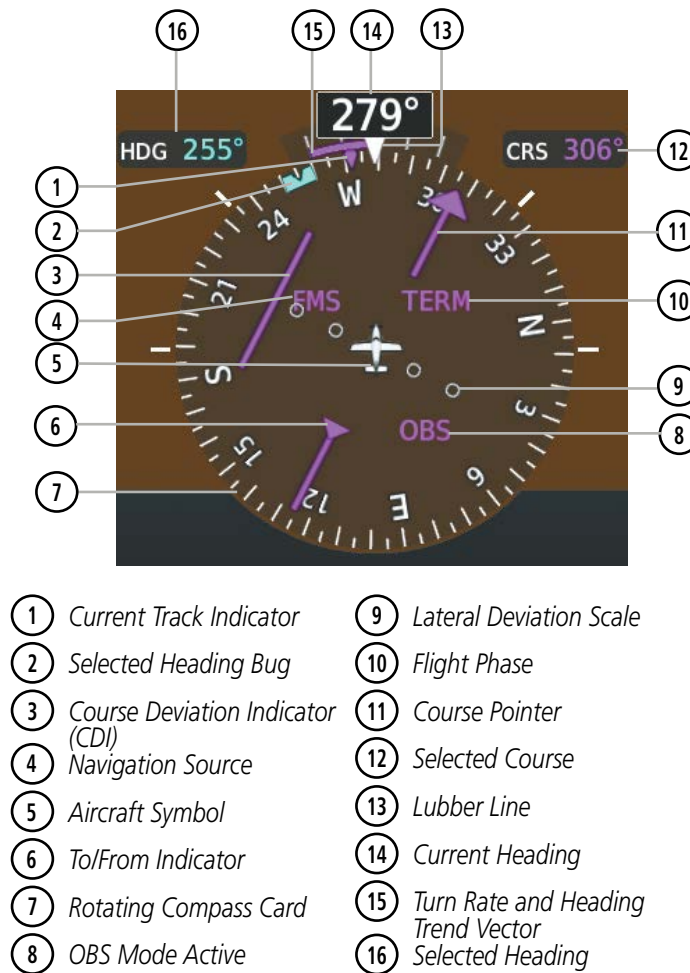 16 15 14 13
279°
HDG 255°
CRS 306°
12
1
2
3
4
5
6
7
11
10
9
8
W
24
21
S
15
12
E
6
3
N
33
FMS
TERM
OBS
1 Current Track Indicator
2 Selected Heading Bug
3 Course Deviation Indicator
(CDI)
4 Navigation Source
5 Aircraft Symbol
6 To/From Indicator
7 Rotating Compass Card
8 OBS Mode Active
9 Lateral Deviation Scale
10 Flight Phase
11 Course Pointer
12 Selected Course
13 Lubber Line
14 Current Heading
15 Turn Rate and Heading
Trend Vector
16 Selected Heading